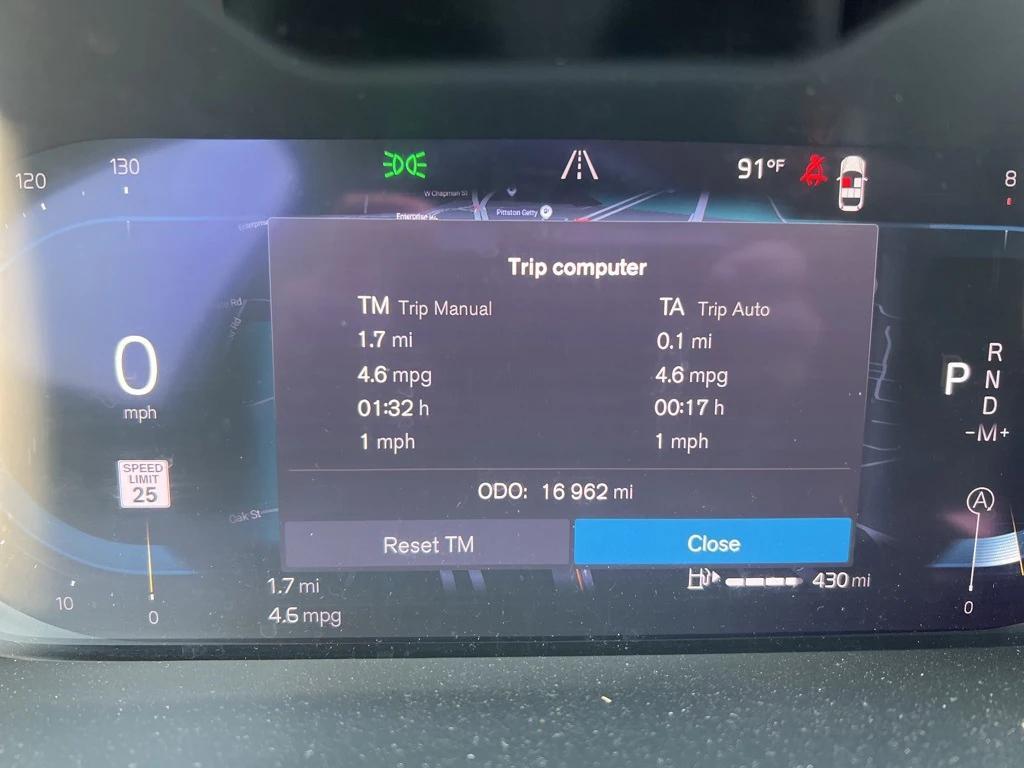 120
130
91°F
8
W Chapman St
Pittston Getty
Trip computer
TM Trip Manual
TA Trip Auto
1.7 mi
0.1 mi
4.6 mpg
4.6 mpg
01:32 h
00:17 h
1 mph
1 mph
ODO: 16 962 mi
Reset TM
Close
0
mph
SPEED
LIMIT
25
Rd
Rd
Oak St
P
R
N
D
-M+
A
10
0
1.7 mi
4.6 mpg
430 mi
0